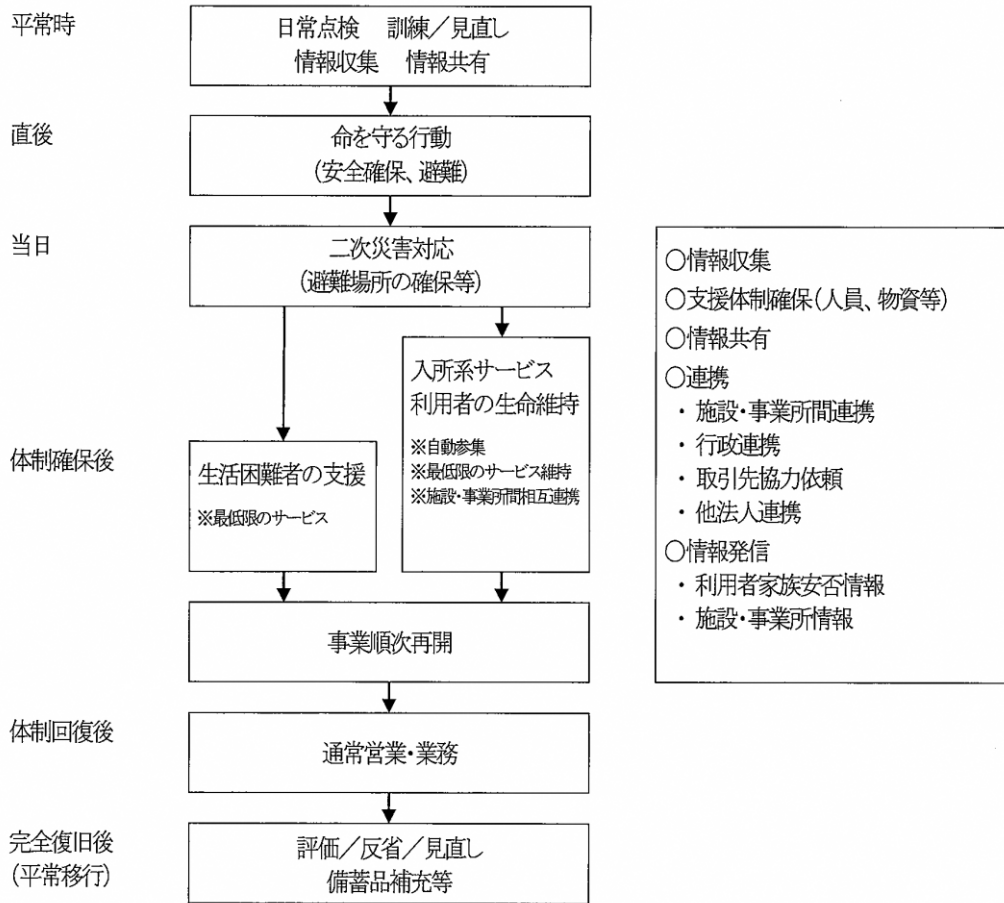 平常時
日常点検 訓練/見直し
情報収集 情報共有
直後
命を守る行動
(安全確保、避難)
当日
二次災害対応
(避難場所の確保等)
入所系サービス
利用者の生命維持
※自動参集
※最低限のサービス維持
※施設・事業所間相互連携
体制確保後
生活困難者の支援
※最低限のサービス
事業順次再開
体制回復後
通常営業・業務
完全復旧後
(平常移行)
評価/反省/見直し
備蓄品補充等
○情報収集
○支援体制確保(人員、物資等)
○情報共有
○連携
・ 施設・事業所間連携
・ 行政連携
・ 取引先協力依頼
・ 他法人連携
○情報発信
・ 利用者家族安否情報
・ 施設・事業所情報